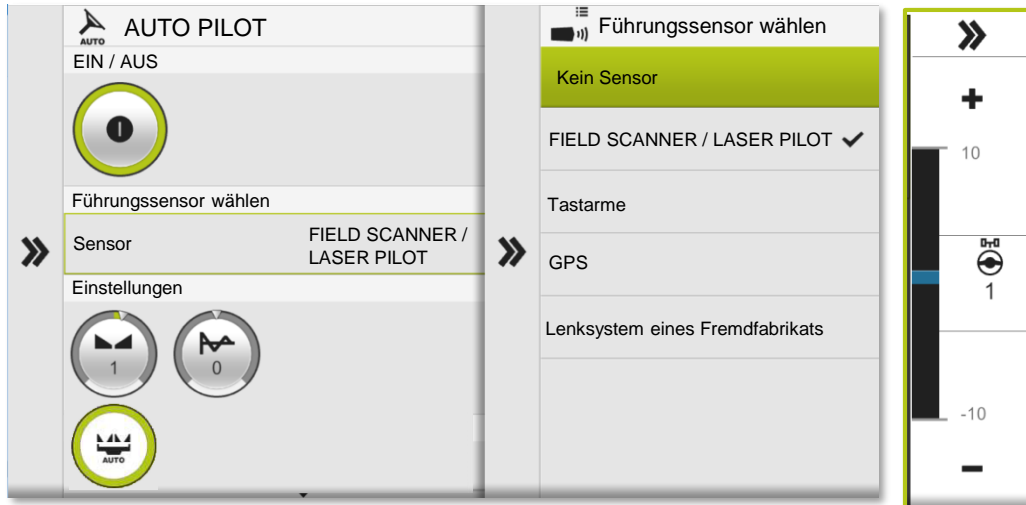 AUTO
AUTO PILOT
EIN / AUS
Führungssensor wählen
Sensor
FIELD SCANNER /
LASER PILOT
Einstellungen
1
0
AUTO
Führungssensor wählen
Kein Sensor
FIELD SCANNER / LASER PILOT
Tastarme
GPS
Lenksystem eines Fremdfabrikats
+
10
1
-10
-